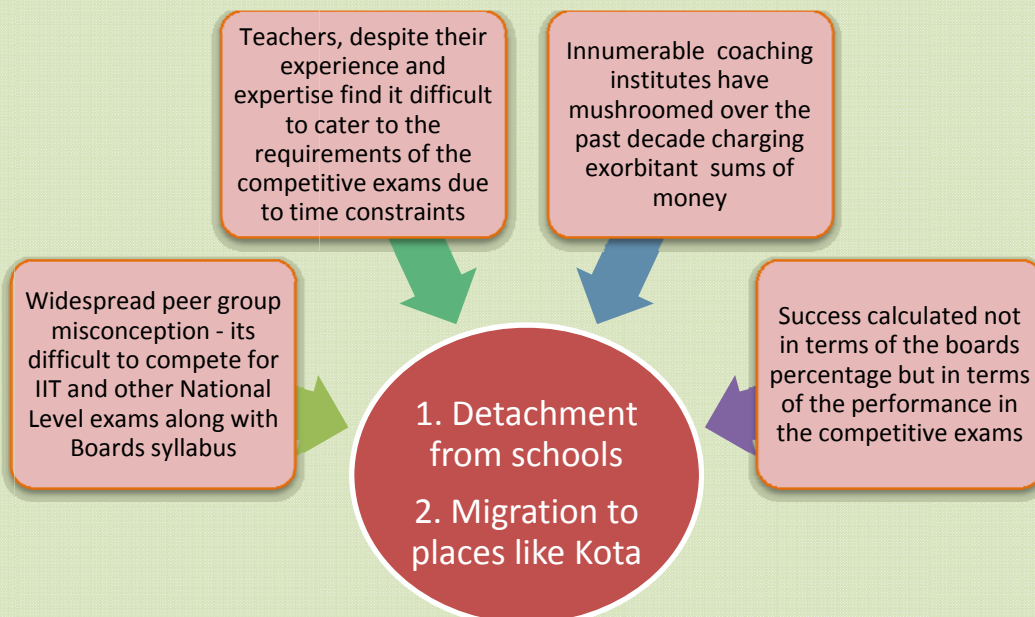 Teachers, despite their
experience and
expertise find it difficult
to cater to the
requirements of the
competitive exams due
to time constraints
Innumerable coaching
institutes have
mushroomed over the
past decade charging
exorbitant sums of
money
Widespread peer group
misconception - its
difficult to compete for
IIT and other National
Level exams along with
Boards syllabus
Success calculated not
in terms of the boards
percentage but in terms
of the performance in
the competitive exams
1. Detachment
from schools
2. Migration to
places like Kota